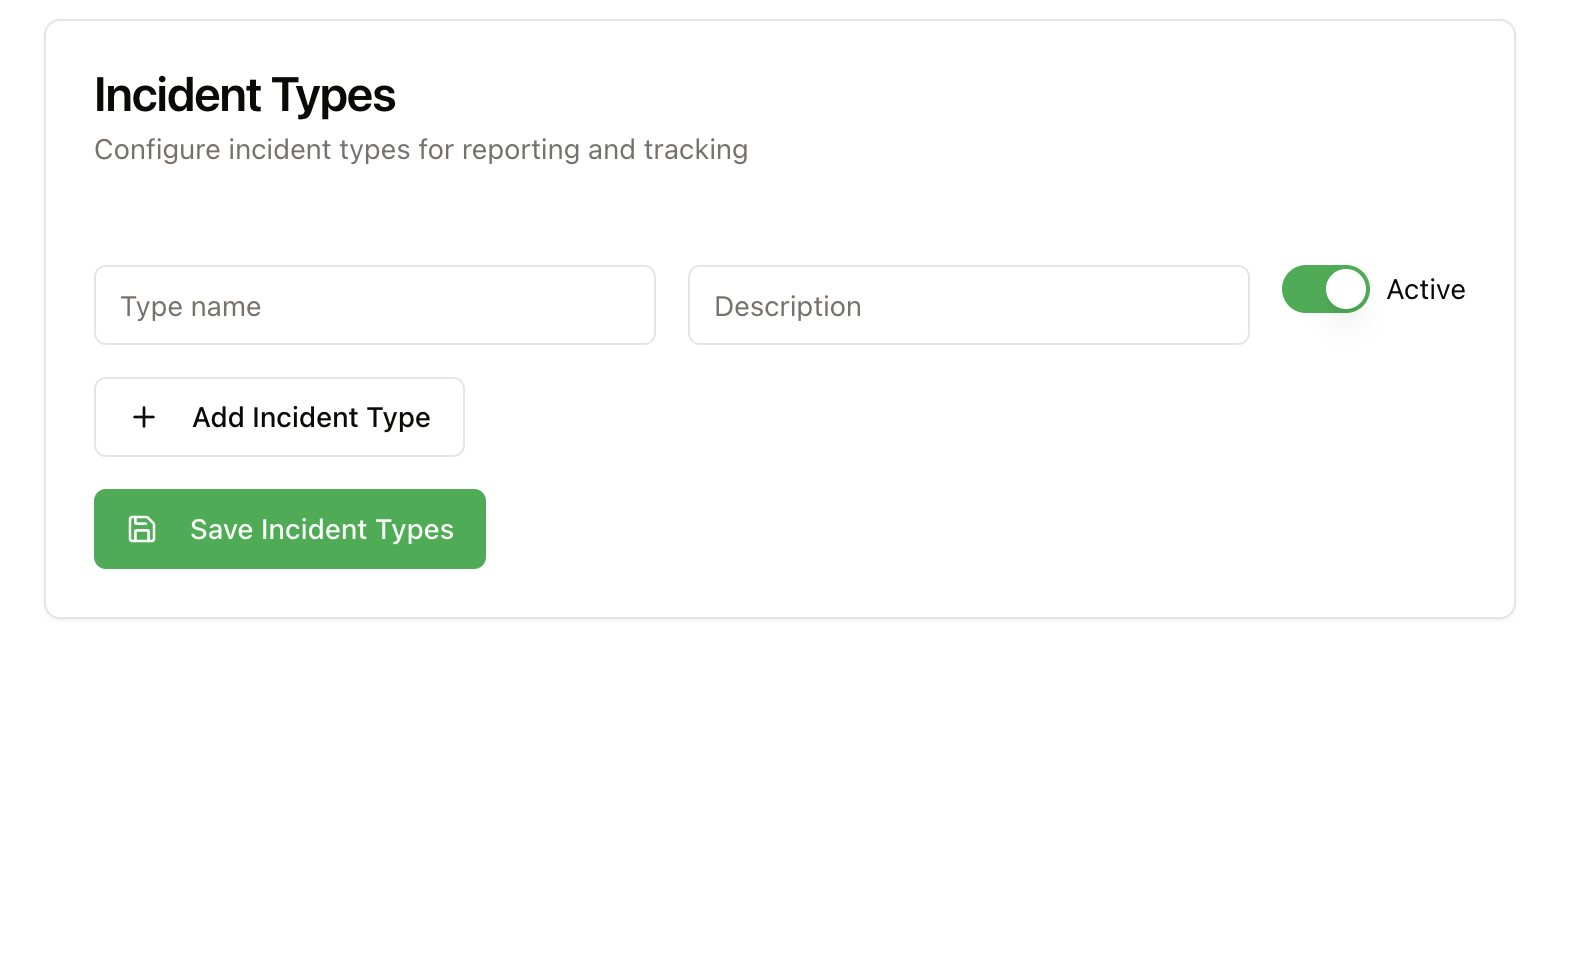 Incident Types
Configure incident types for reporting and tracking
Type name
Description
Active
Add Incident Type
Save Incident Types